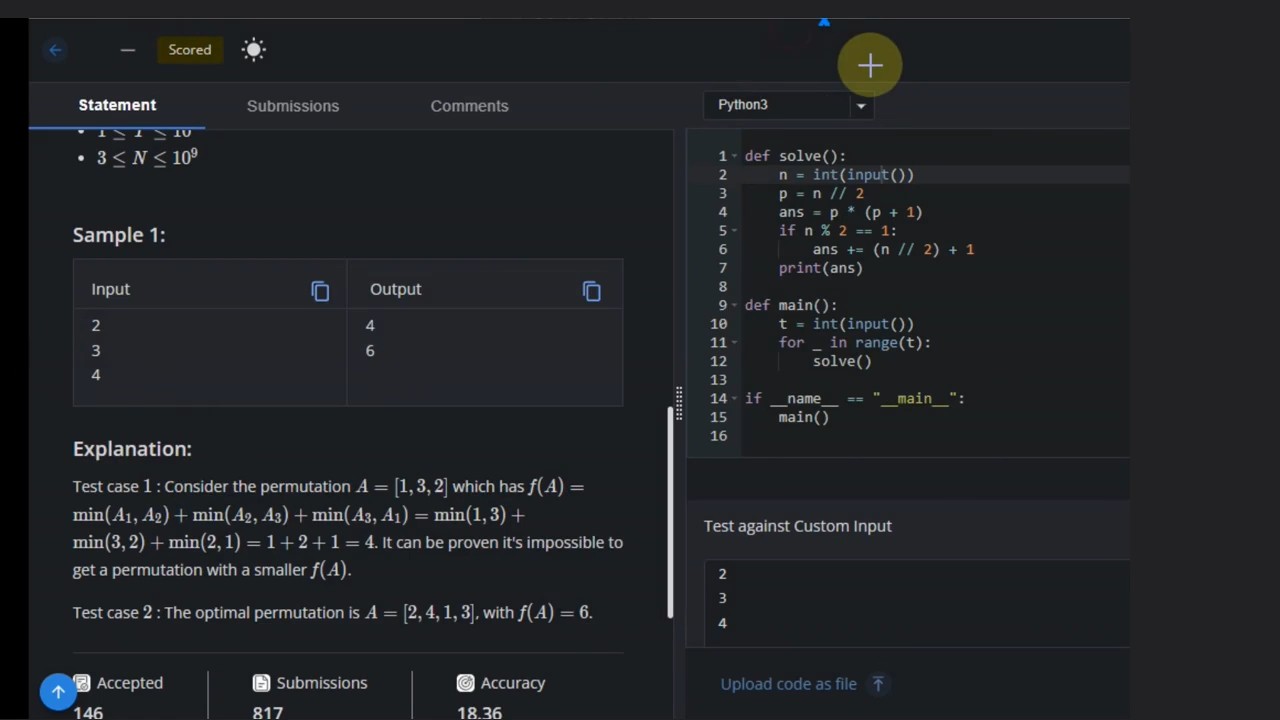 Scored
Statement
Submissions
Comments
Python3
• 3 ≤ N ≤ 10⁹
Sample 1:
Input
Output
2
3
4
4
6
Explanation:
Test case 1 : Consider the permutation A = [1, 3, 2] which has f(A) =
min(A₁, A₂) + min(A₂, A₃) + min(A₃, A₁) = min(1, 3) +
min(3, 2) + min(2, 1) = 1 + 2 + 1 = 4. It can be proven it's impossible to
get a permutation with a smaller f(A).
Test case 2 : The optimal permutation is A = [2, 4, 1, 3], with f(A) = 6.
Accepted
146
Submissions
817
Accuracy
18.36
1 def solve():
2 n = int(input())
3 p = n // 2
4 ans = p * (p + 1)
5 if n % 2 == 1:
6 ans += (n // 2) + 1
7 print(ans)
8
9 def main():
10 t = int(input())
11 for _ in range(t):
12 solve()
13
14 if __name__ == "__main__":
15 main()
16
Test against Custom Input
2
3
4
Upload code as file